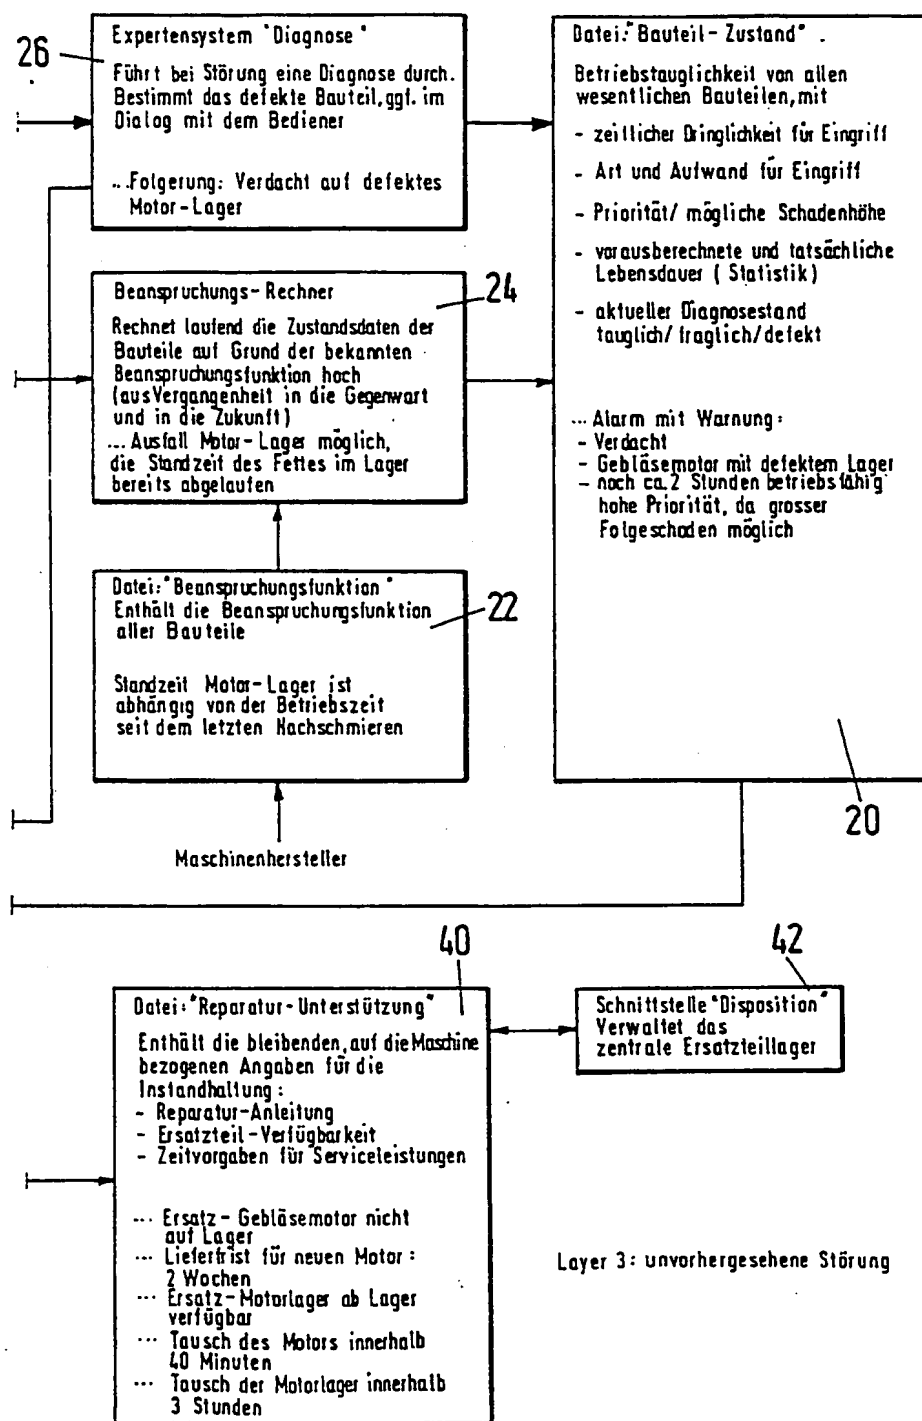 26
Expertensystem "Diagnose"
Führt bei Störung eine Diagnose durch.
Bestimmt das defekte Bauteil, ggf. im
Dialog mit dem Bediener
... Folgerung: Verdacht auf defektes
Motor-Lager
Beanspruchungs-Rechner
24
Rechnet laufend die Zustandsdaten der
Bauteile auf Grund der bekannten
Beanspruchungsfunktion hoch
(aus Vergangenheit in die Gegenwart
und in die Zukunft)
... Ausfall Motor-Lager möglich,
die Standzeit des Fettes im Lager
bereits abgelaufen
Datei: "Beanspruchungsfunktion"
Enthält die Beanspruchungsfunktion
aller Bauteile
22
Standzeit Motor-Lager ist
abhängig von der Betriebszeit
seit dem letzten Nachschmieren
Maschinenhersteller
Datei: "Bauteil-Zustand"
Betriebstauglichkeit von allen
wesentlichen Bauteilen, mit
- zeitlicher Dringlichkeit für Eingriff
- Art und Aufwand für Eingriff
- Priorität/ mögliche Schadenhöhe
- vorausberechnete und tatsächliche
Lebensdauer (Statistik)
- aktueller Diagnosestand
tauglich/fraglich/defekt
... Alarm mit Warnung:
- Verdacht
- Gebläsemotor mit defektem Lager
- noch ca. 2 Stunden betriebsfähig
hohe Priorität, da grosser
Folgeschaden möglich
20
40
Datei: "Reparatur-Unterstützung"
Enthält die bleibenden, auf die Maschine
bezogenen Angaben für die
Instandhaltung:
- Reparatur-Anleitung
- Ersatzteil-Verfügbarkeit
- Zeitvorgaben für Serviceleistungen
... Ersatz-Gebläsemotor nicht
auf Lager
... Lieferfrist für neuen Motor:
2 Wochen
... Ersatz-Motorlager ab Lager
verfügbar
... Tausch des Motors innerhalb
40 Minuten
... Tausch der Motorlager innerhalb
3 Stunden
42
Schnittstelle "Disposition"
Verwaltet das
zentrale Ersatzteillager
Layer 3: unvorhergesehene Störung